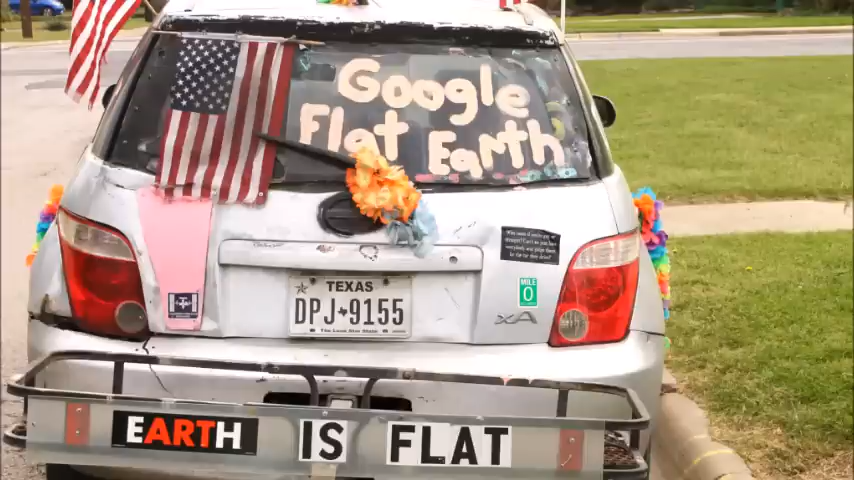 Google
Flat Earth
TEXAS
DPJ 9155
The Lone Star State
MILE
0
XA
EARTH IS FLAT